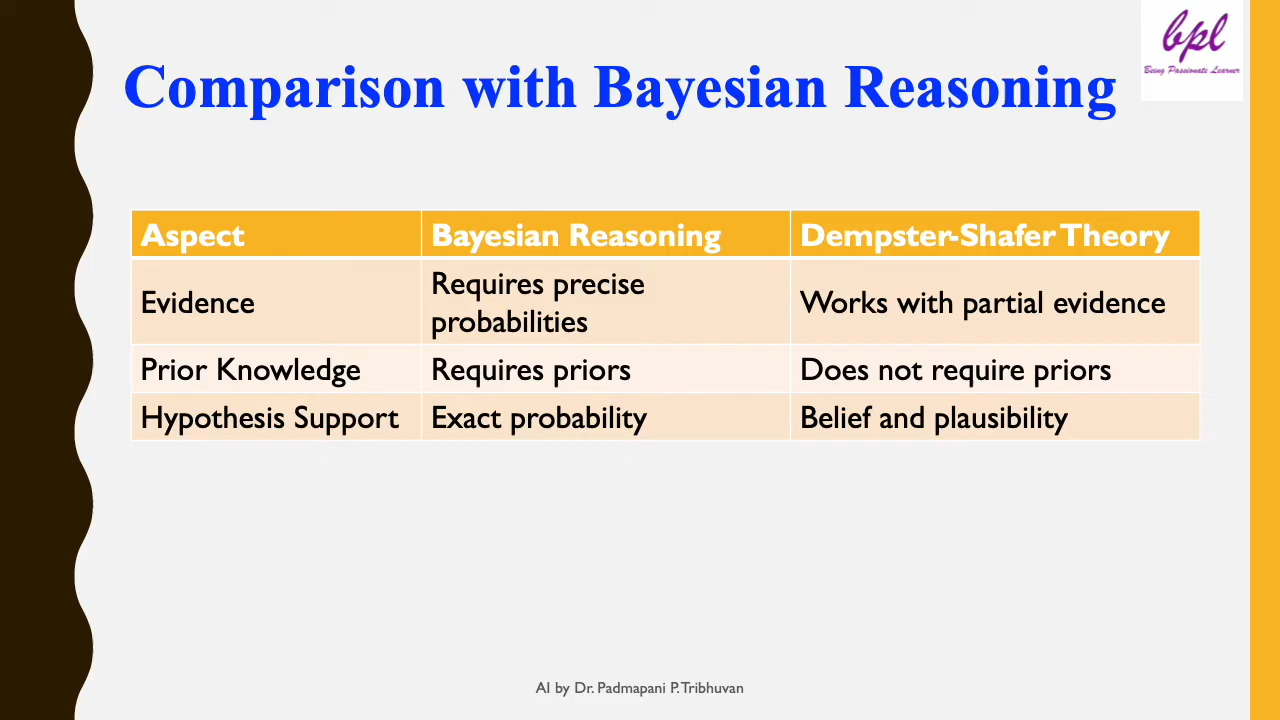 bpl
Being Passionate Learner
Comparison with Bayesian Reasoning
Aspect
Bayesian Reasoning
Dempster-Shafer Theory
Evidence
Requires precise
probabilities
Works with partial evidence
Prior Knowledge
Requires priors
Does not require priors
Hypothesis Support
Exact probability
Belief and plausibility
AI by Dr. Padmapani P. Tribhuvan